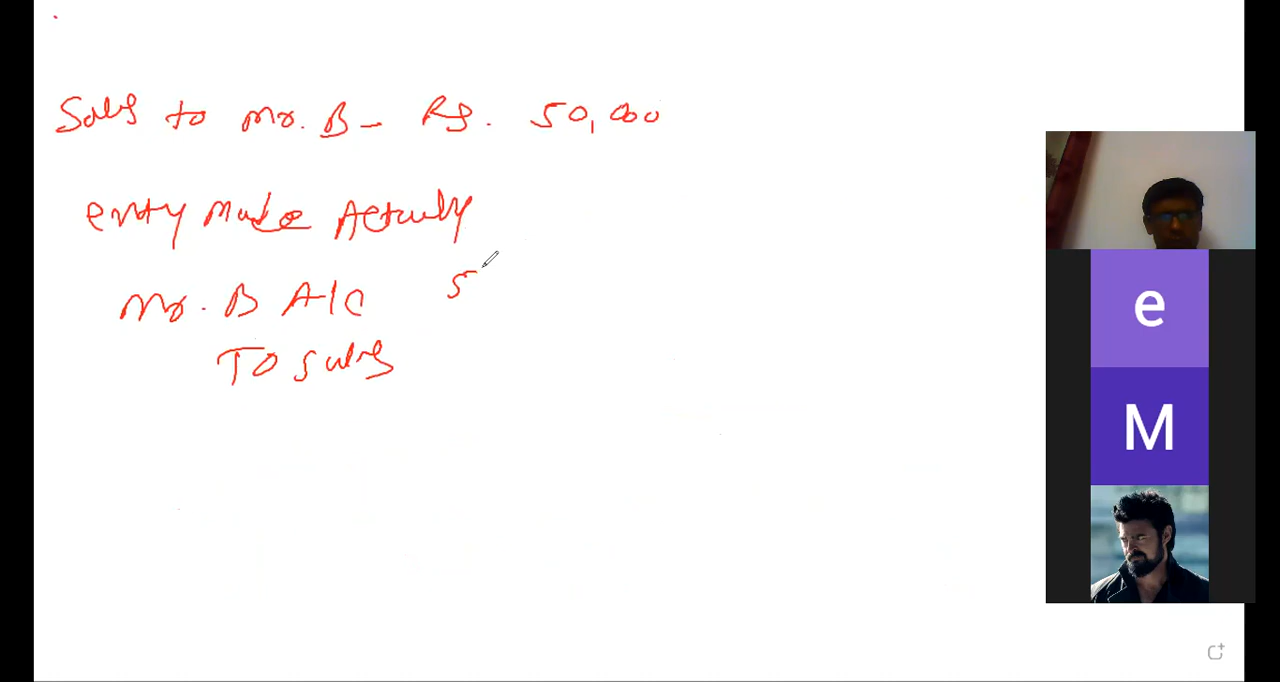 Sales to Mr. B - Rs. 50,000
entry made Actually
Mr. B A/c 5
To Sales
e
M